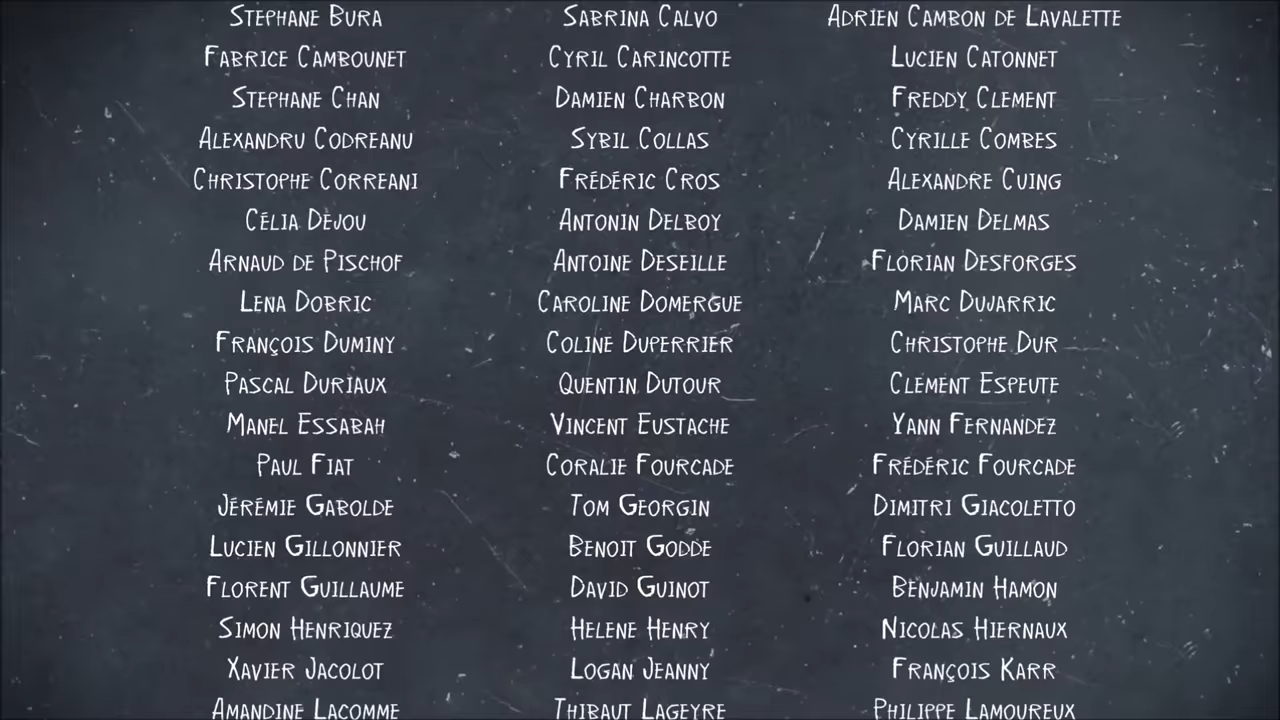 Stephane Bura Sabrina Calvo Adrien Cambon de Lavalette
Fabrice Cambounet Cyril Carincotte Lucien Catonnet
Stephane Chan Damien Charbon Freddy Clement
Alexandru Codreanu Sybil Collas Cyrille Combes
Christophe Correani Frédéric Cros Alexandre Cuing
Célia Dejou Antonin Delboy Damien Delmas
Arnaud de Pischof Antoine Deseille Florian Desforges
Lena Dobric Caroline Domergue Marc Dujarric
François Duminy Coline Duperrier Christophe Dur
Pascal Duriaux Quentin Dutour Clement Espeute
Manel Essabah Vincent Eustache Yann Fernandez
Paul Fiat Coralie Fourcade Frédéric Fourcade
Jérémie Gabolde Tom Georgin Dimitri Giacoletto
Lucien Gillonnier Benoit Godde Florian Guillaud
Florent Guillaume David Guinot Benjamin Hamon
Simon Henriquez Helene Henry Nicolas Hiernaux
Xavier Jacolot Logan Jeanny François Karr
Amandine Lacomme Thibaut Lageyre Philippe Lamoureux